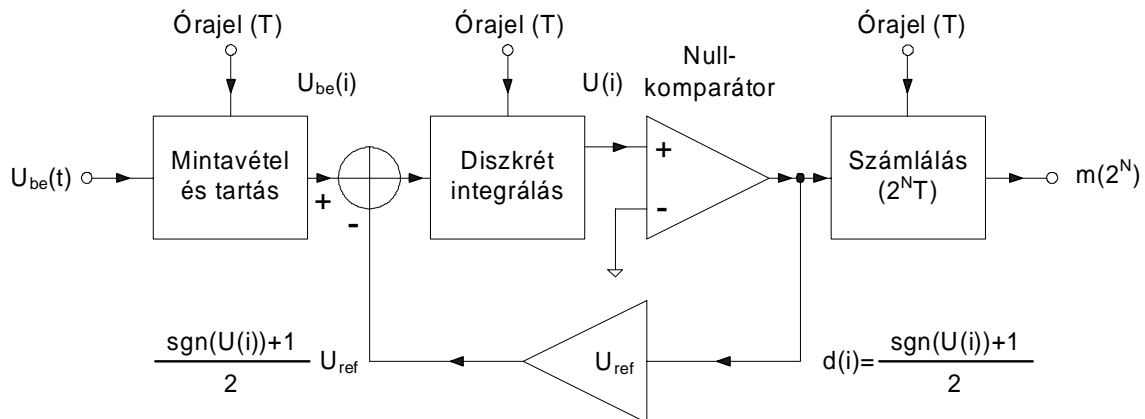 Órajel (T)
Órajel (T)
Órajel (T)
Null-
komparátor
U_be(i)
U(i)
U_be(t)
Mintavétel
és tartás
+
-
Diszkrét
integrálás
+
-
Számlálás
(2^NT)
m(2^N)
sgn(U(i))+1
2
U_ref
U_ref
d(i)=
sgn(U(i))+1
2